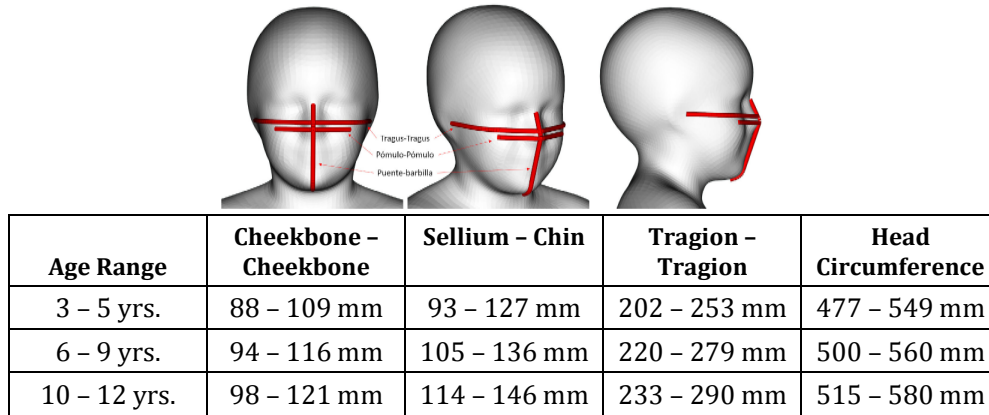 Tragus-Tragus
Pómulo-Pómulo
Puente-barbilla
Age Range Cheekbone – Cheekbone Sellium – Chin Tragion – Tragion Head Circumference
3 – 5 yrs. 88 – 109 mm 93 – 127 mm 202 – 253 mm 477 – 549 mm
6 – 9 yrs. 94 – 116 mm 105 – 136 mm 220 – 279 mm 500 – 560 mm
10 – 12 yrs. 98 – 121 mm 114 – 146 mm 233 – 290 mm 515 – 580 mm